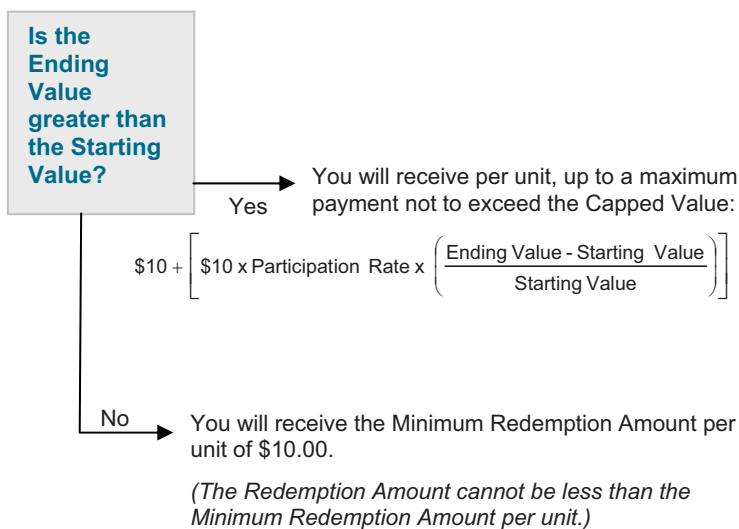 Is the
Ending
Value
greater than
the Starting
Value?
Yes
You will receive per unit, up to a maximum
payment not to exceed the Capped Value:
$10 + [ $10 x Participation Rate x ( Ending Value - Starting Value / Starting Value ) ]
No
You will receive the Minimum Redemption Amount per
unit of $10.00.
(The Redemption Amount cannot be less than the
Minimum Redemption Amount per unit.)